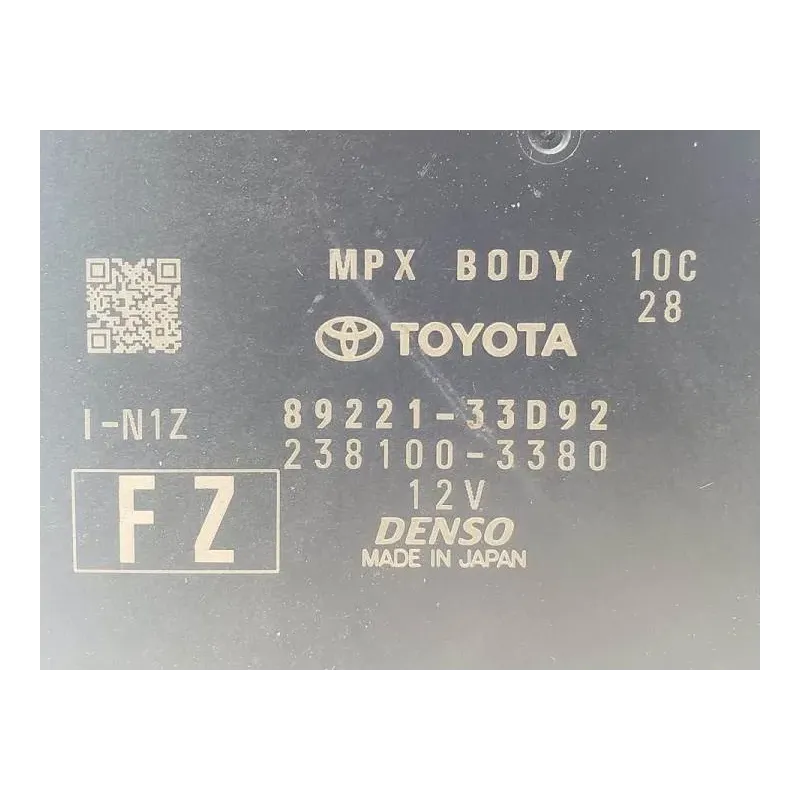 MPX BODY 10C
28
TOYOTA
I-N1Z
89221-33D92
238100-3380
FZ
12V
DENSO
MADE IN JAPAN